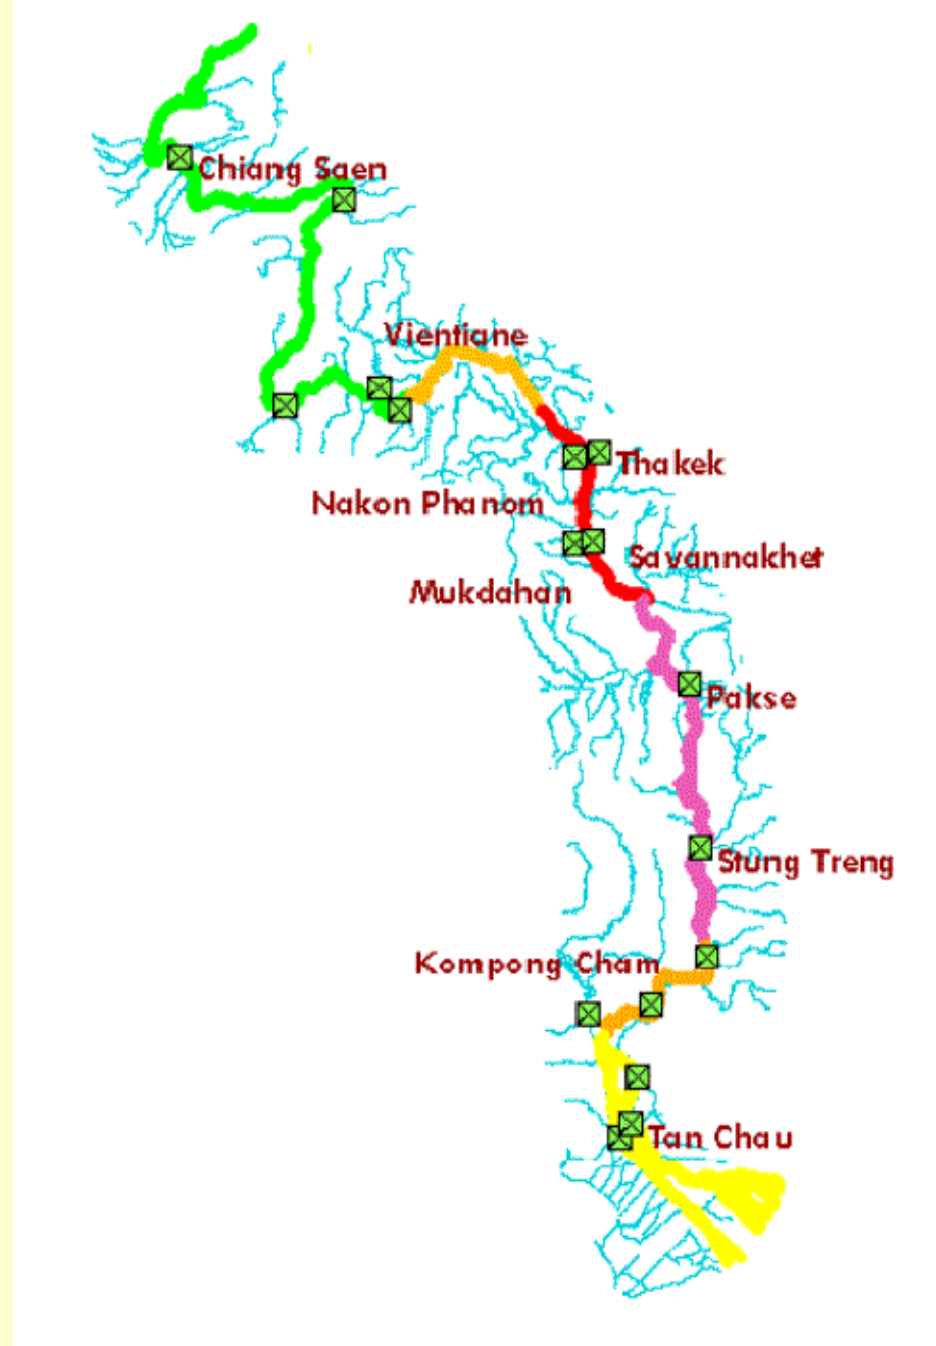 Chiang Saen
Vientiane
Thakek
Nakon Phanom
Savannakhet
Mukdahan
Pakse
Stung Treng
Kompong Cham
Tan Chau